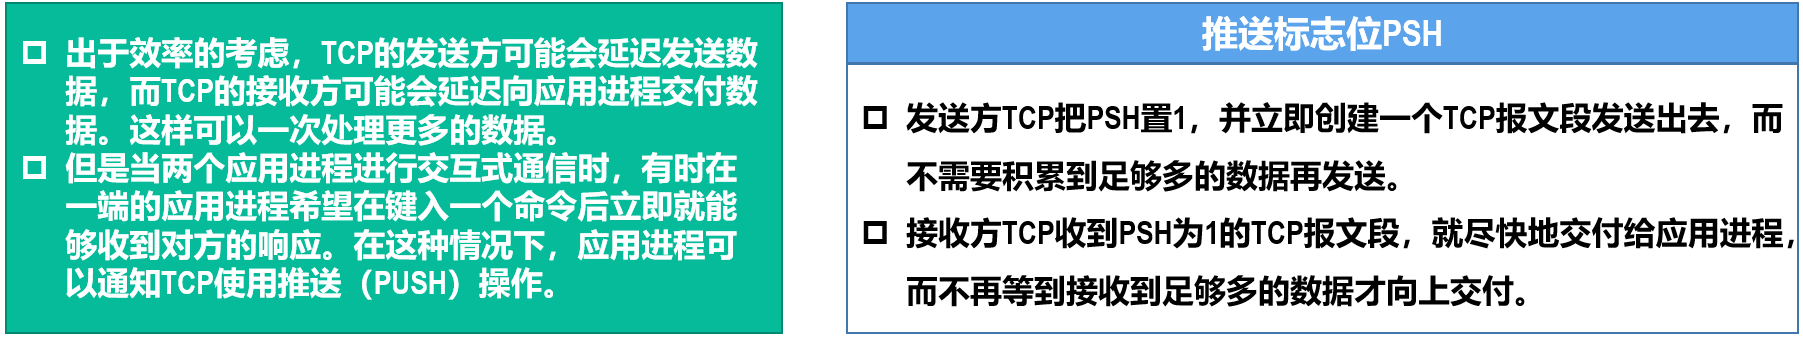 出于效率的考虑，TCP的发送方可能会延迟发送数
据，而TCP的接收方可能会延迟向应用进程交付数
据。这样可以一次处理更多的数据。
但是当两个应用进程进行交互式通信时，有时在
一端的应用进程希望在键入一个命令后立即就能
够收到对方的响应。在这种情况下，应用进程可
以通知TCP使用推送（PUSH）操作。
推送标志位PSH
发送方TCP把PSH置1，并立即创建一个TCP报文段发送出去，而
不需要积累到足够多的数据再发送。
接收方TCP收到PSH为1的TCP报文段，就尽快地交付给应用进程，
而不再等到接收到足够多的数据才向上交付。